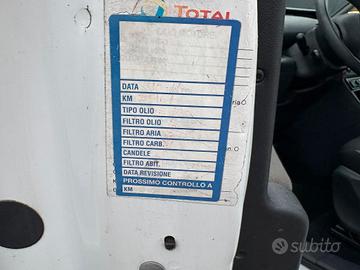 TOTAL
DATA
KM
TIPO OLIO
FILTRO OLIO
FILTRO ARIA
FILTRO CARB.
CANDELE
FILTRO ABIT.
DATA REVISIONE
PROSSIMO CONTROLLO A
KM
subito